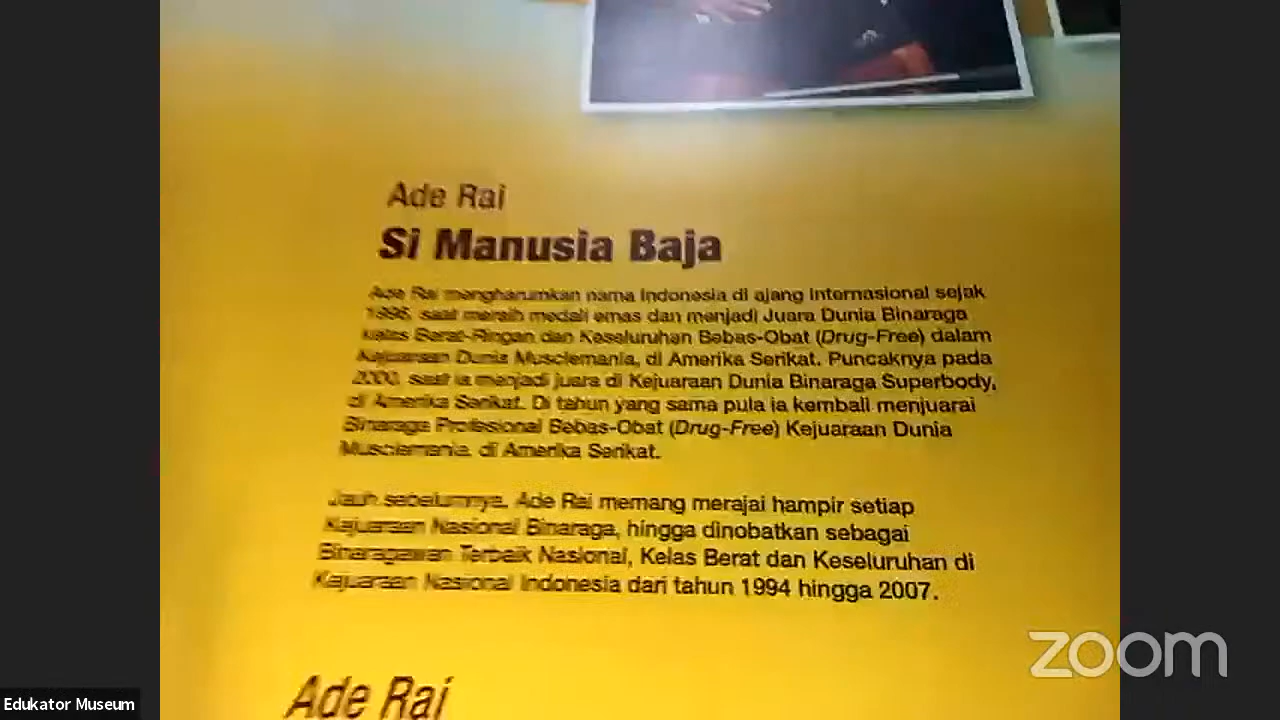 Ade Rai
Si Manusia Baja
Ade Rai mengharumkan nama Indonesia di ajang Internasional sejak
1996, saat meraih medali emas dan menjadi Juara Dunia Binaraga
Kelas Berat-Ringan dan Keseluruhan Bebas-Obat (Drug-Free) dalam
Kejuaraan Dunia Musclemania, di Amerika Serikat. Puncaknya pada
2000, saat ia menjadi juara di Kejuaraan Dunia Binaraga Superbody,
di Amerika Serikat. Di tahun yang sama pula ia kembali menjuarai
Binaraga Profesional Bebas-Obat (Drug-Free) Kejuaraan Dunia
Musclemania, di Amerika Serikat.
Jauh sebelumnya, Ade Rai memang merajai hampir setiap
Kejuaraan Nasional Binaraga, hingga dinobatkan sebagai
Binaragawan Terbaik Nasional, Kelas Berat dan Keseluruhan di
Kejuaraan Nasional Indonesia dari tahun 1994 hingga 2007.
zoom
Ade Rai
Edukator Museum